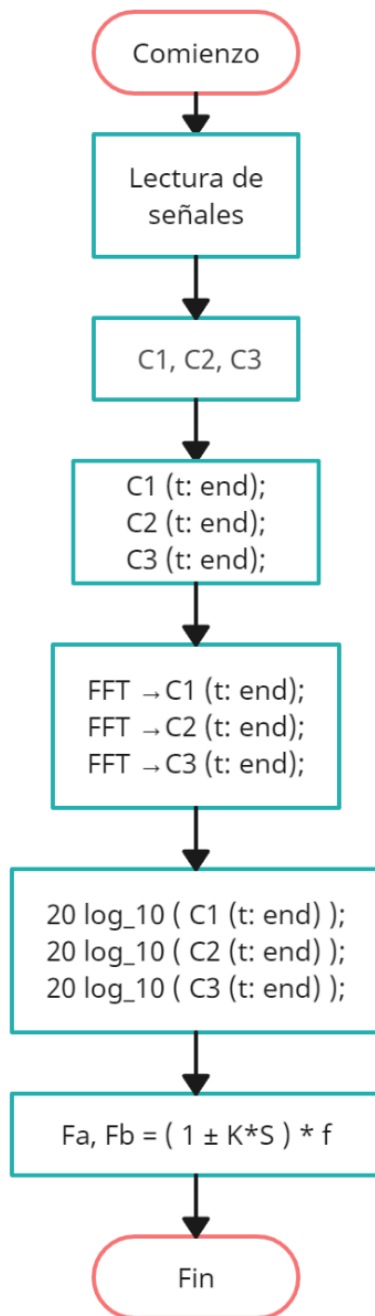 Comienzo
Lectura de
señales
C1, C2, C3
C1 (t: end);
C2 (t: end);
C3 (t: end);
FFT →C1 (t: end);
FFT →C2 (t: end);
FFT →C3 (t: end);
20 log_10 ( C1 (t: end) );
20 log_10 ( C2 (t: end) );
20 log_10 ( C3 (t: end) );
Fa, Fb = ( 1 ± K*S ) * f
Fin